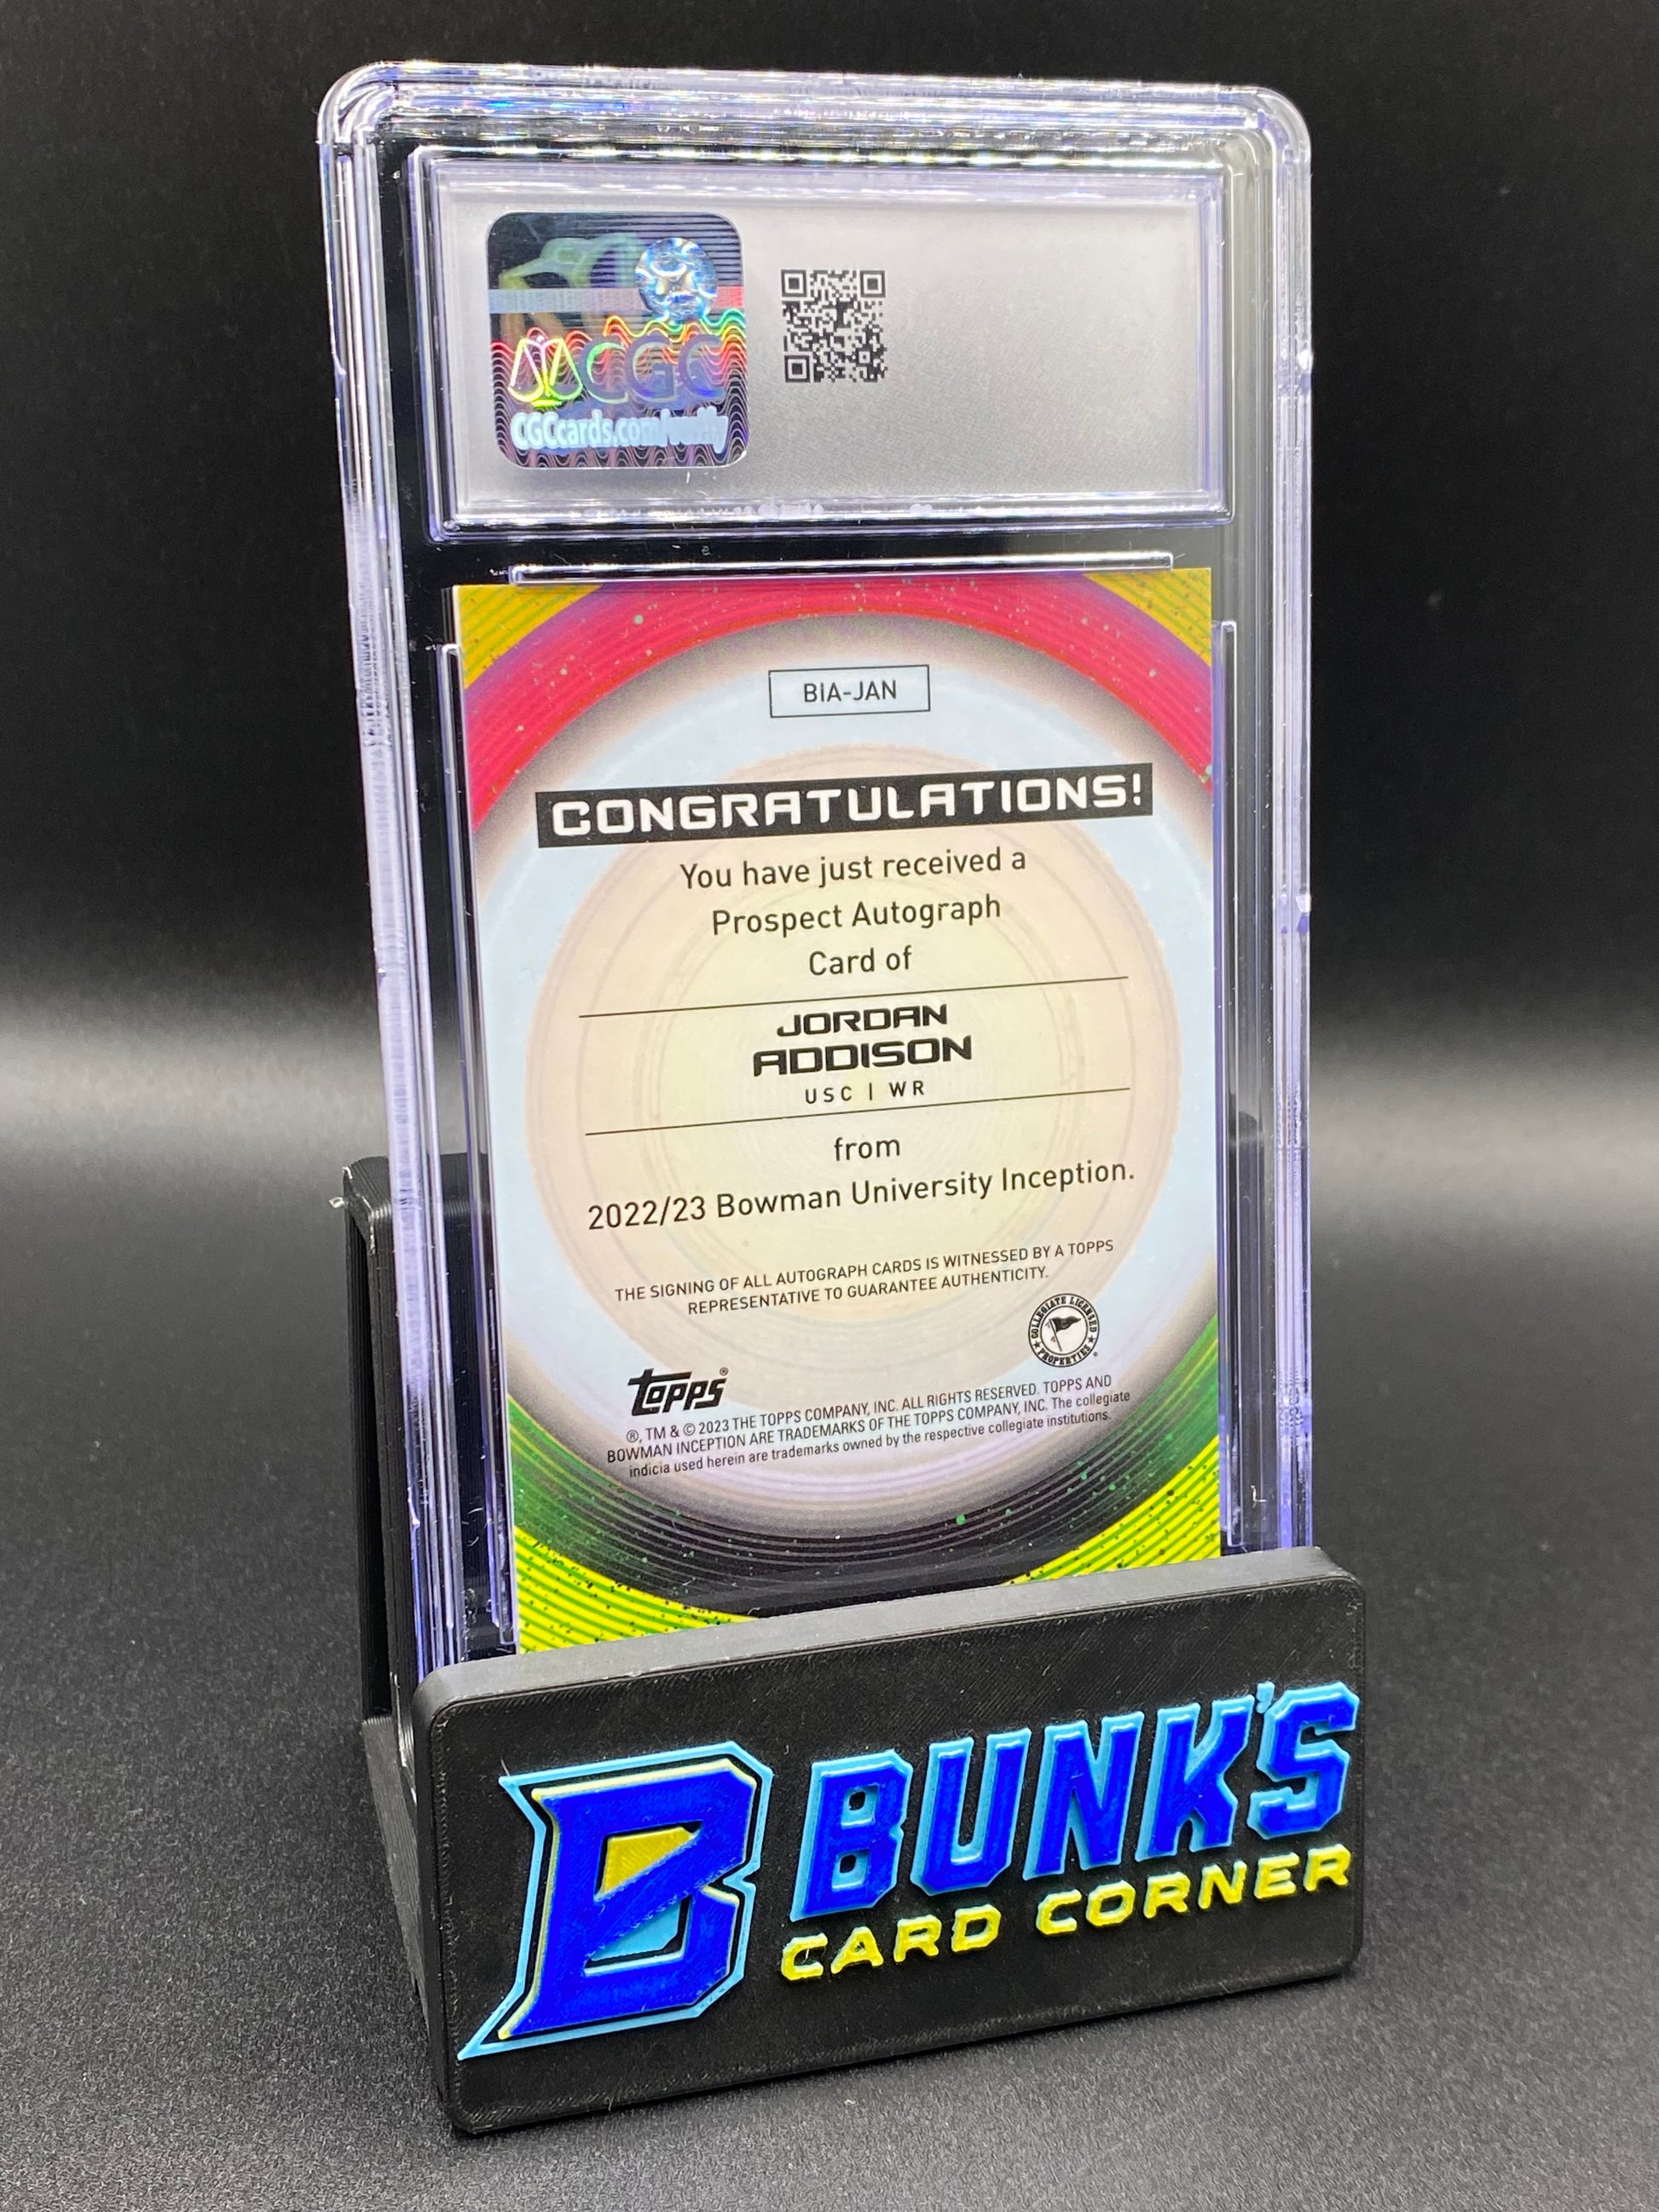 CGC
CGCcards.com/verify
BIA-JAN
CONGRATULATIONS!
You have just received a
Prospect Autograph
Card of
JORDAN
ADDISON
USC | WR
from
2022/23 Bowman University Inception.
THE SIGNING OF ALL AUTOGRAPH CARDS IS WITNESSED BY A TOPPS
REPRESENTATIVE TO GUARANTEE AUTHENTICITY.
COLLEGIATE LICENSED PROPERTIES
topps®
®, TM & © 2023 THE TOPPS COMPANY, INC. ALL RIGHTS RESERVED. TOPPS AND
BOWMAN INCEPTION ARE TRADEMARKS OF THE TOPPS COMPANY, INC. The collegiate
indicia used herein are trademarks owned by the respective collegiate institutions.
B BUNK'S
CARD CORNER